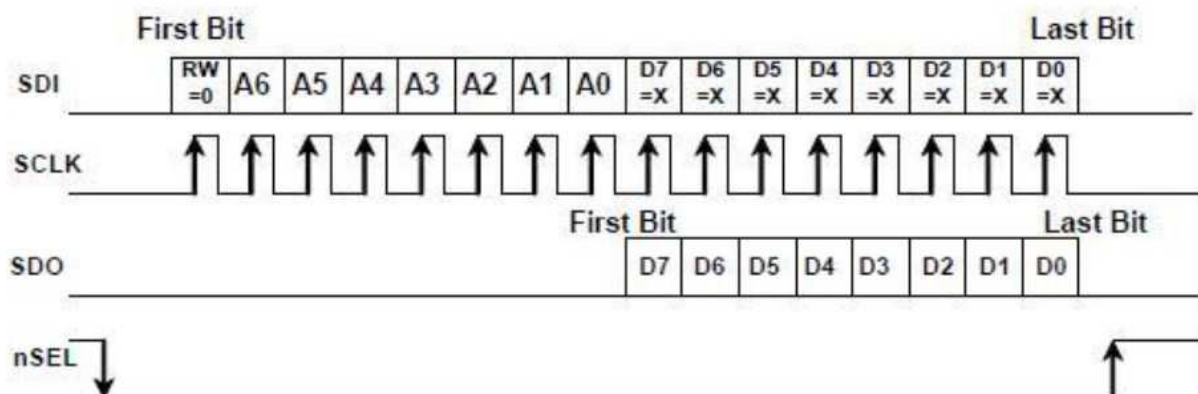 First Bit Last Bit
SDI RW =0 A6 A5 A4 A3 A2 A1 A0 D7 =X D6 =X D5 =X D4 =X D3 =X D2 =X D1 =X D0 =X
SCLK
First Bit Last Bit
SDO D7 D6 D5 D4 D3 D2 D1 D0
nSEL